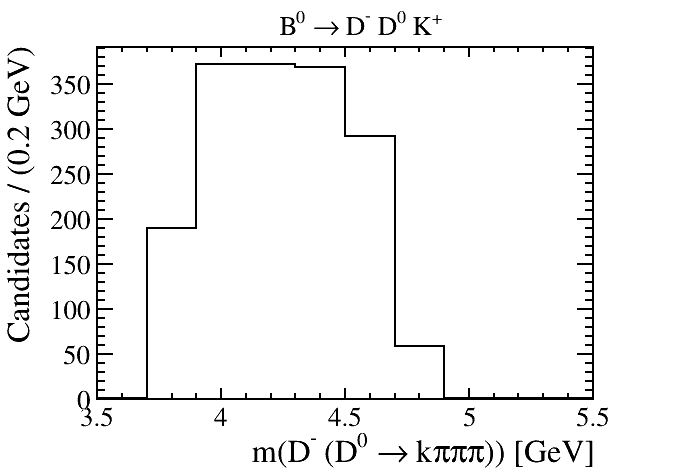 B⁰ → D⁻ D⁰ K⁺
Candidates / (0.2 GeV)
350
300
250
200
150
100
50
0
3.5 4 4.5 5 5.5
m(D⁻ (D⁰ → kπππ)) [GeV]